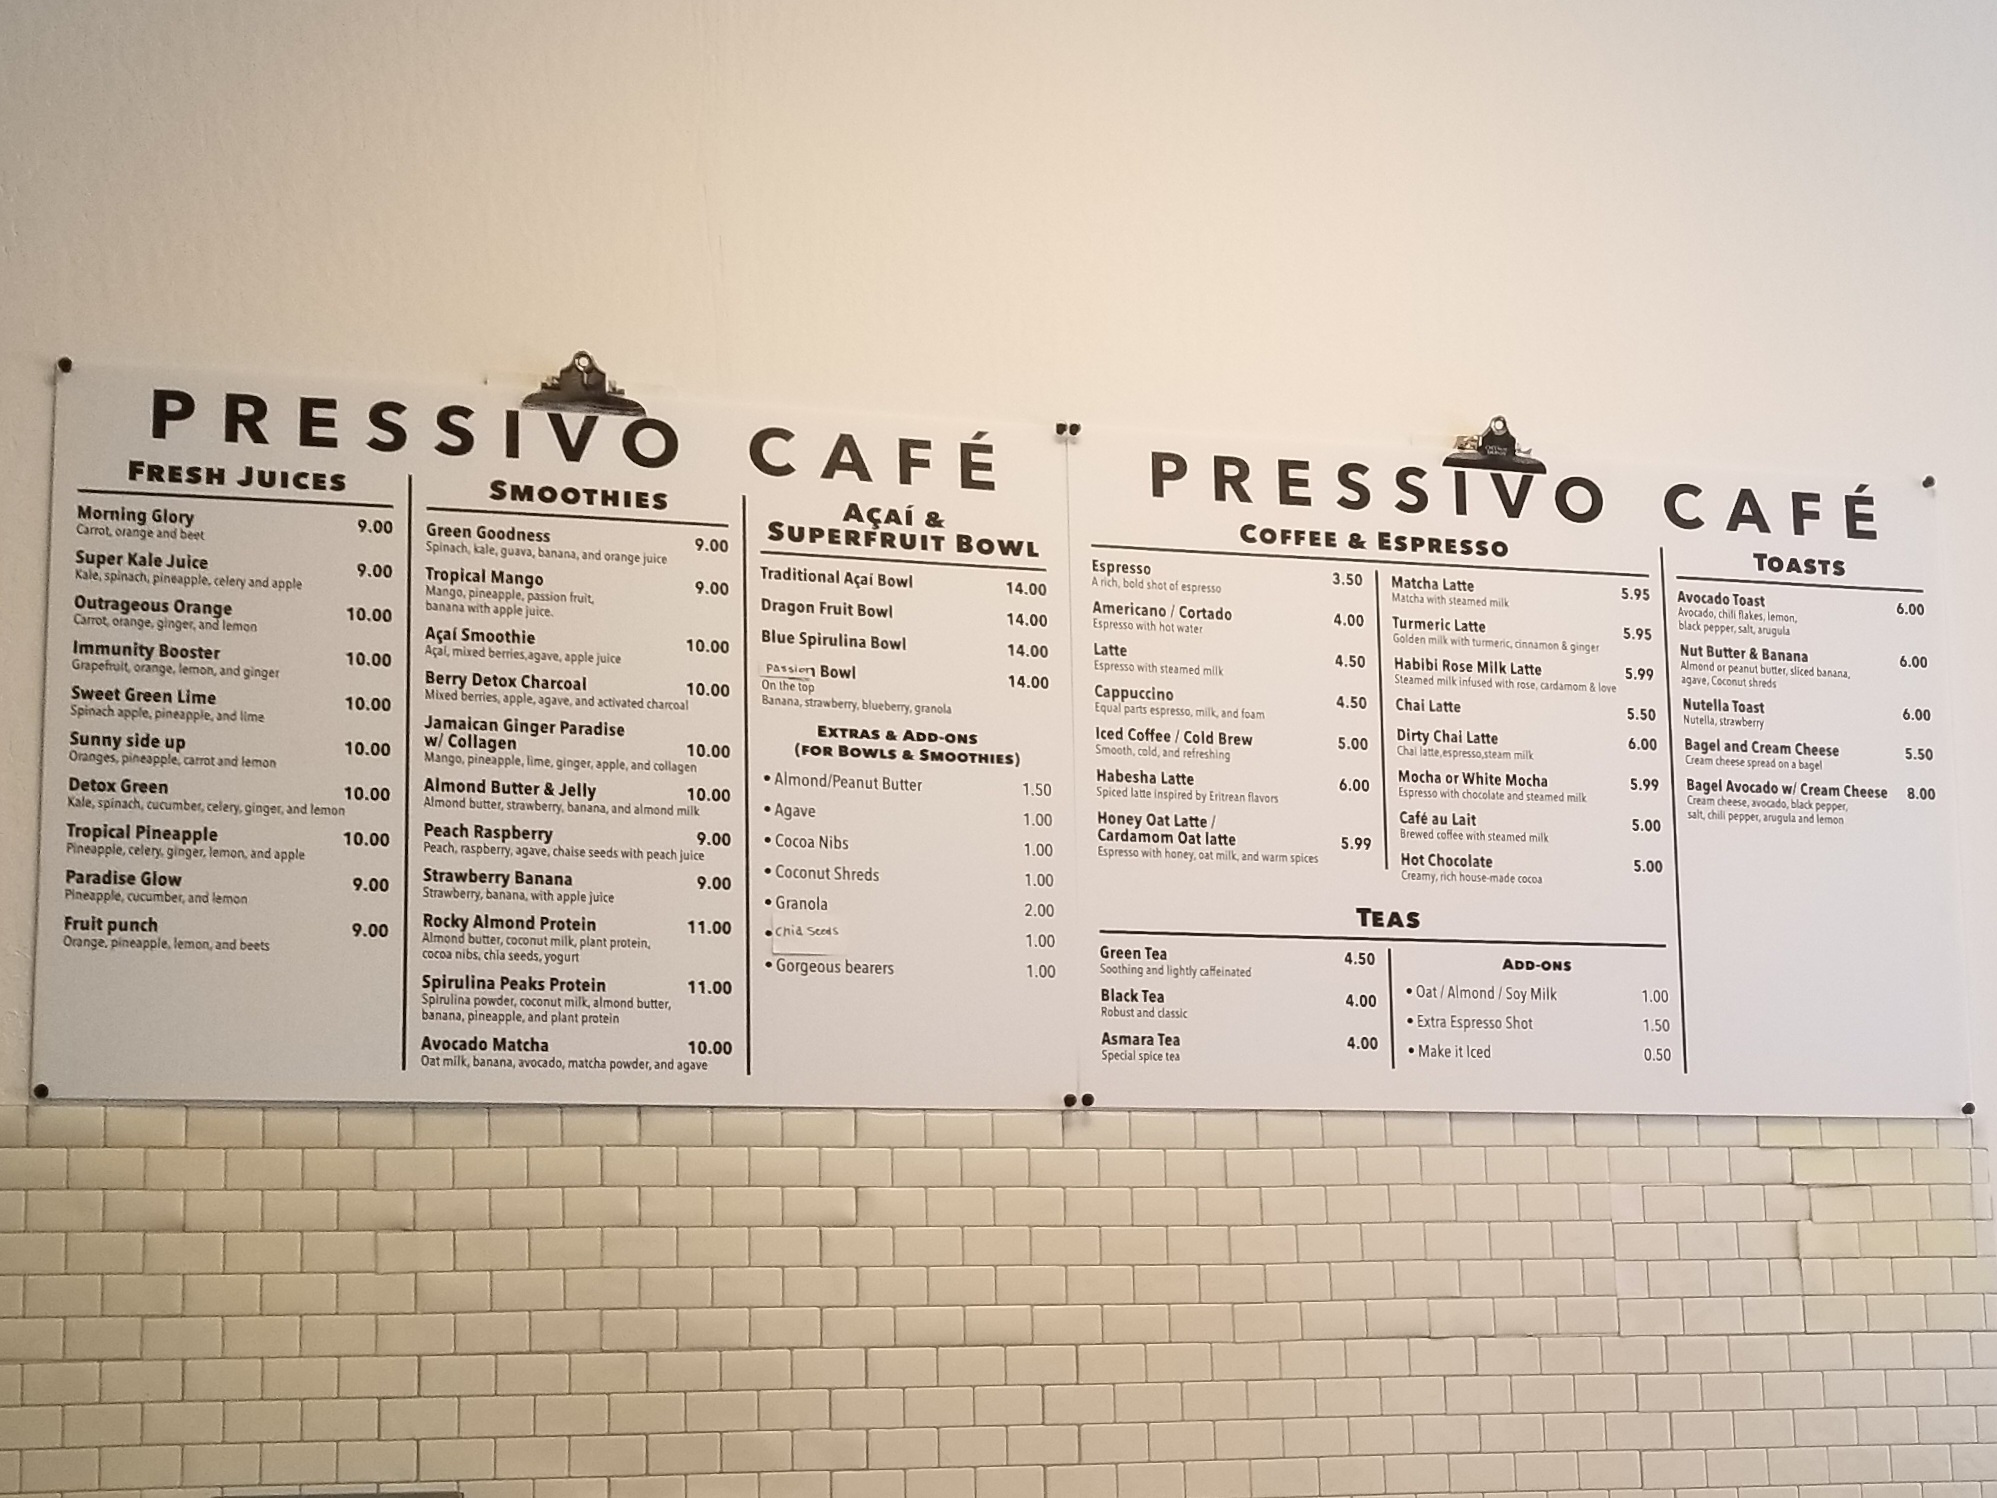 PRESSIVO CAFÉ
FRESH JUICES
Morning Glory 9.00
Carrot, orange and beet
Super Kale Juice 9.00
Kale, spinach, pineapple, celery and apple
Outrageous Orange 10.00
Carrot, orange, ginger, and lemon
Immunity Booster 10.00
Grapefruit, orange, lemon, and ginger
Sweet Green Lime 10.00
Spinach apple, pineapple, and lime
Sunny side up 10.00
Oranges, pineapple, carrot and lemon
Detox Green 10.00
Kale, spinach, cucumber, celery, ginger, and lemon
Tropical Pineapple 10.00
Pineapple, celery, ginger, lemon, and apple
Paradise Glow 9.00
Pineapple, cucumber, and lemon
Fruit punch 9.00
Orange, pineapple, lemon, and beets
SMOOTHIES
Green Goodness 9.00
Spinach, kale, guava, banana, and orange juice
Tropical Mango 9.00
Mango, pineapple, passion fruit,
banana with apple juice.
Açaí Smoothie 10.00
Açaí, mixed berries,agave, apple juice
Berry Detox Charcoal 10.00
Mixed berries, apple, agave, and activated charcoal
Jamaican Ginger Paradise
w/ Collagen 10.00
Mango, pineapple, lime, ginger, apple, and collagen
Almond Butter & Jelly 10.00
Almond butter, strawberry, banana, and almond milk
Peach Raspberry 9.00
Peach, raspberry, agave, chaise seeds with peach juice
Strawberry Banana 9.00
Strawberry, banana, with apple juice
Rocky Almond Protein 11.00
Almond butter, coconut milk, plant protein,
cocoa nibs, chia seeds, yogurt
Spirulina Peaks Protein 11.00
Spirulina powder, coconut milk, almond butter,
banana, pineapple, and plant protein
Avocado Matcha 10.00
Oat milk, banana, avocado, matcha powder, and agave
AÇAÍ &
SUPERFRUIT BOWL
Traditional Açaí Bowl 14.00
Dragon Fruit Bowl 14.00
Blue Spirulina Bowl 14.00
Passion Bowl 14.00
On the top
Banana, strawberry, blueberry, granola
EXTRAS & ADD-ONS
(FOR BOWLS & SMOOTHIES)
• Almond/Peanut Butter 1.50
• Agave 1.00
• Cocoa Nibs 1.00
• Coconut Shreds 1.00
• Granola 2.00
• Chia Seeds 1.00
• Gorgeous bearers 1.00
PRESSIVO CAFÉ
COFFEE & ESPRESSO
Espresso 3.50
A rich, bold shot of espresso
Americano / Cortado 4.00
Espresso with hot water
Latte 4.50
Espresso with steamed milk
Cappuccino 4.50
Equal parts espresso, milk, and foam
Iced Coffee / Cold Brew 5.00
Smooth, cold, and refreshing
Habesha Latte 6.00
Spiced latte inspired by Eritrean flavors
Honey Oat Latte /
Cardamom Oat latte 5.99
Espresso with honey, oat milk, and warm spices
Matcha Latte 5.95
Matcha with steamed milk
Turmeric Latte 5.95
Golden milk with turmeric, cinnamon & ginger
Habibi Rose Milk Latte 5.99
Steamed milk infused with rose, cardamom & love
Chai Latte 5.50
Dirty Chai Latte 6.00
Chai latte,espresso,steam milk
Mocha or White Mocha 5.99
Espresso with chocolate and steamed milk
Café au Lait 5.00
Brewed coffee with steamed milk
Hot Chocolate 5.00
Creamy, rich house-made cocoa
TEAS
Green Tea 4.50
Soothing and lightly caffeinated
Black Tea 4.00
Robust and classic
Asmara Tea 4.00
Special spice tea
ADD-ONS
• Oat / Almond / Soy Milk 1.00
• Extra Espresso Shot 1.50
• Make it Iced 0.50
TOASTS
Avocado Toast 6.00
Avocado, chili flakes, lemon,
black pepper, salt, arugula
Nut Butter & Banana 6.00
Almond or peanut butter, sliced banana,
agave, Coconut shreds
Nutella Toast 6.00
Nutella, strawberry
Bagel and Cream Cheese 5.50
Cream cheese spread on a bagel
Bagel Avocado w/ Cream Cheese 8.00
Cream cheese, avocado, black pepper,
salt, chili pepper, arugula and lemon